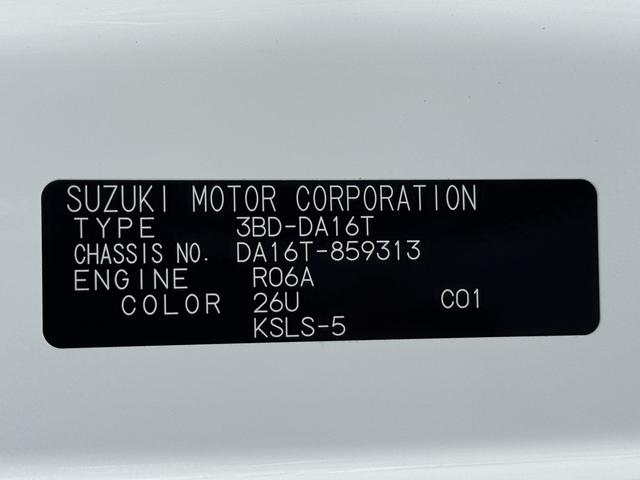 SUZUKI MOTOR CORPORATION
TYPE 3BD-DA16T
CHASSIS NO. DA16T-859313
ENGINE R06A
COLOR 26U C01
KSLS-5